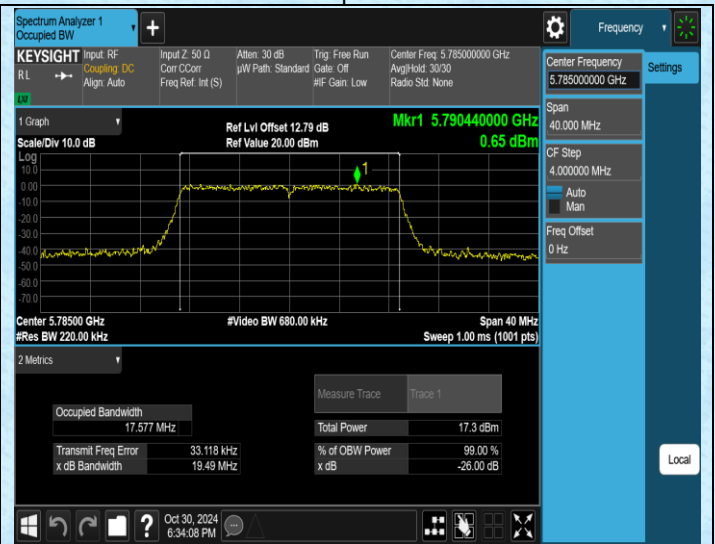 Spectrum Analyzer 1
Occupied BW
+
Frequency
KEYSIGHT
RL
LXI
Input: RF
Coupling: DC
Align: Auto
Input Z: 50 Ω
Corr CCorr
Freq Ref: Int (S)
Atten: 30 dB
µW Path: Standard
Trig: Free Run
Gate: Off
#IF Gain: Low
Center Freq: 5.785000000 GHz
Avg|Hold: 30/30
Radio Std: None
Center Frequency
5.785000000 GHz
Settings
Span
40.000 MHz
CF Step
4.000000 MHz
Auto
Man
Freq Offset
0 Hz
1 Graph
Scale/Div 10.0 dB
Ref Lvl Offset 12.79 dB
Ref Value 20.00 dBm
Mkr1 5.790440000 GHz
0.65 dBm
Log
10.0
0.00
-10.0
-20.0
-30.0
-40.0
-50.0
-60.0
-70.0
1
Center 5.78500 GHz
#Res BW 220.00 kHz
#Video BW 680.00 kHz
Span 40 MHz
Sweep 1.00 ms (1001 pts)
2 Metrics
Measure Trace Trace 1
Occupied Bandwidth
17.577 MHz
Total Power 17.3 dBm
Transmit Freq Error 33.118 kHz
x dB Bandwidth 19.49 MHz
% of OBW Power 99.00 %
x dB -26.00 dB
Local
?
Oct 30, 2024
6:34:08 PM